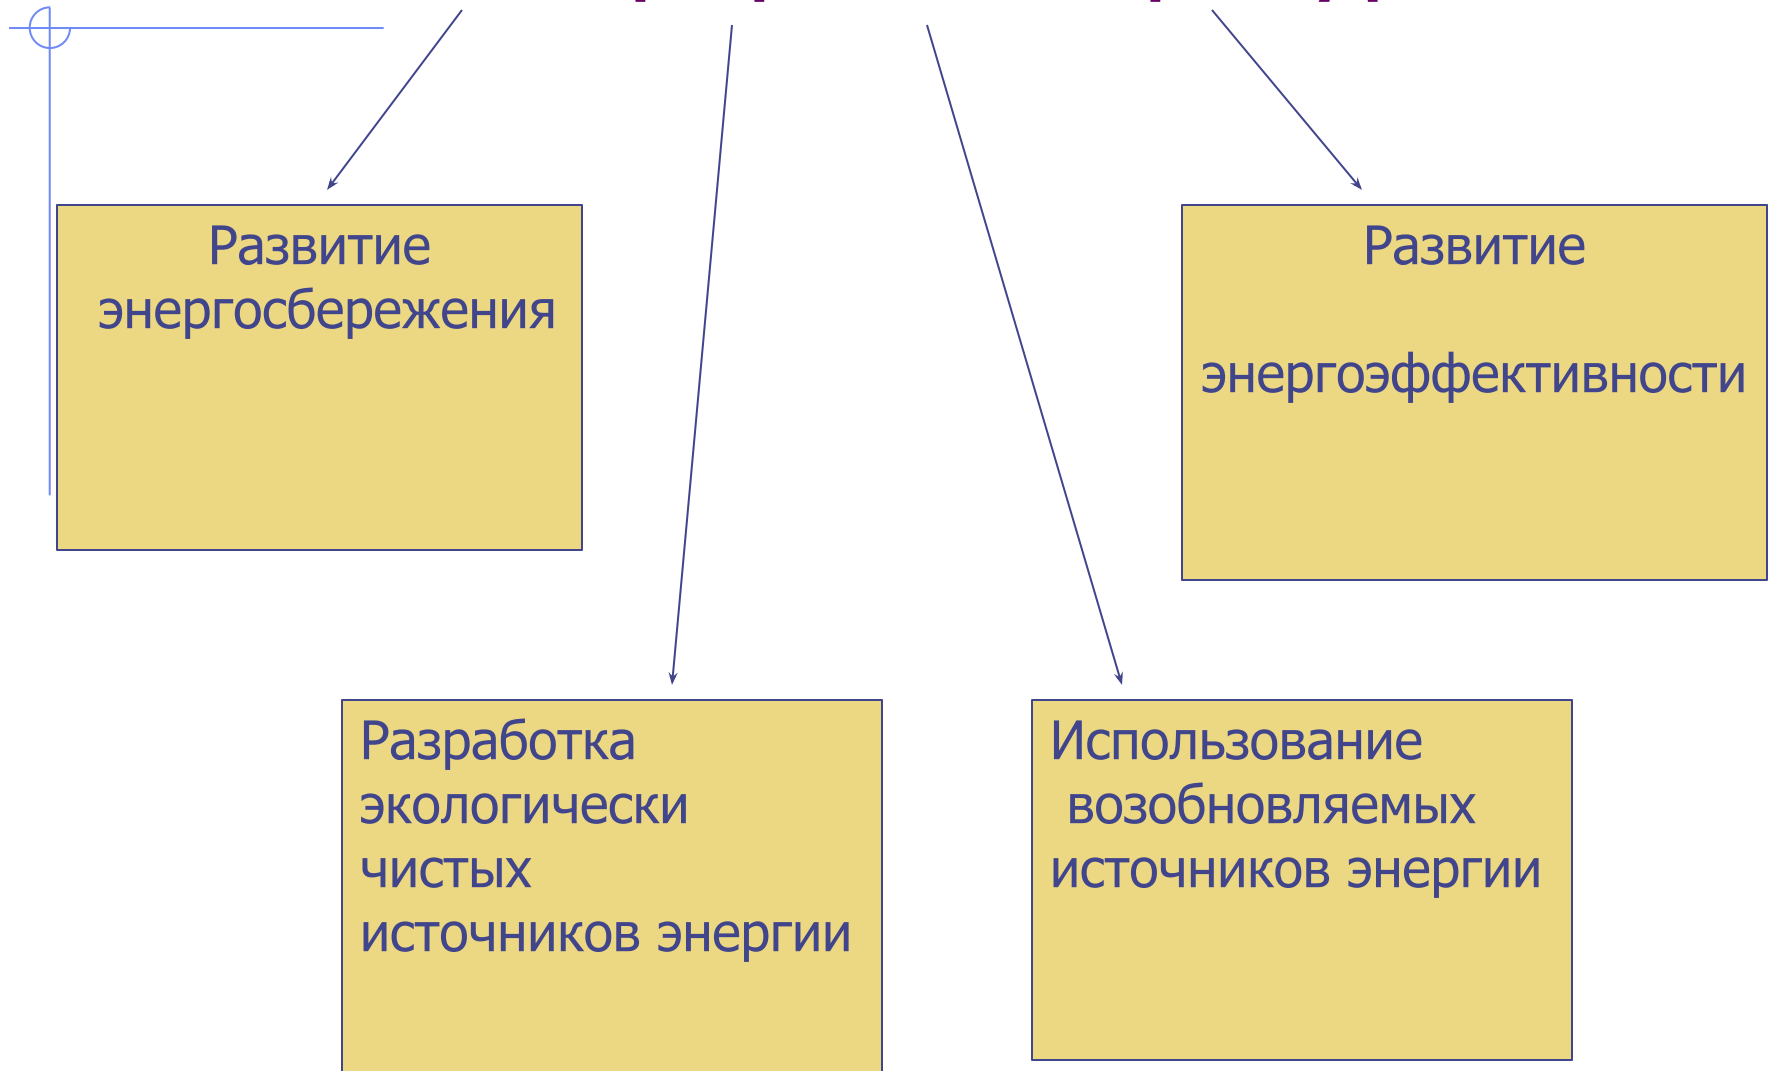 Развитие
энергосбережения
Развитие
энергоэффективности
Разработка
экологически
чистых
источников энергии
Использование
возобновляемых
источников энергии